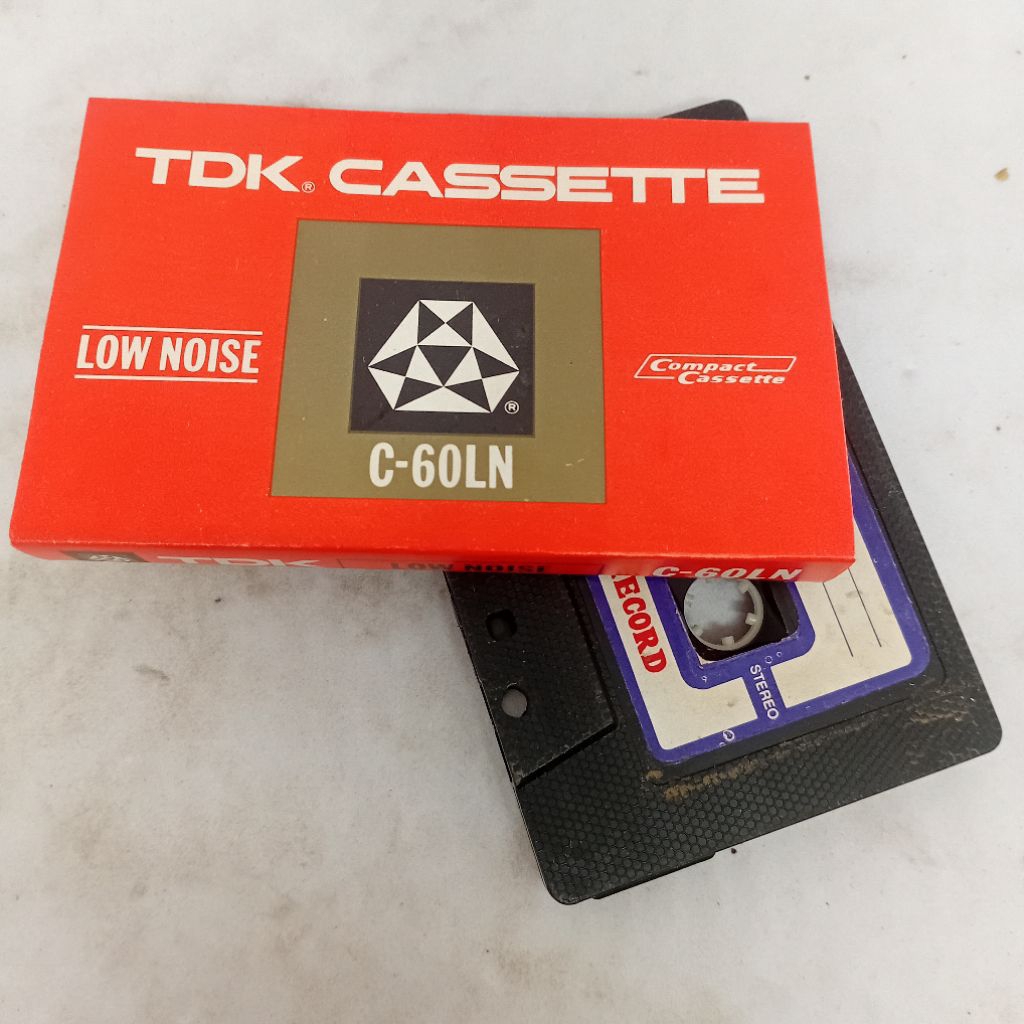 TDK® CASSETTE
LOW NOISE
Compact
Cassette
®
C-60LN
TDK LOW NOISE C-60LN
RECORD
STEREO